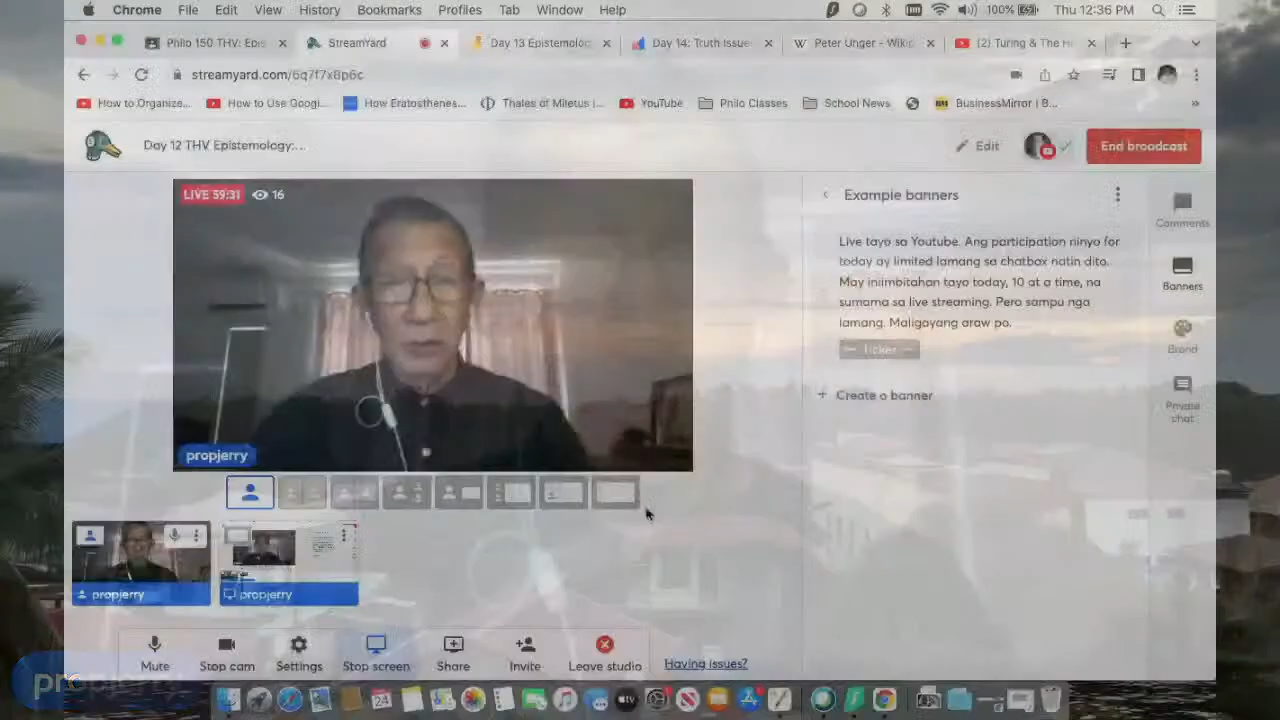 Chrome File Edit View History Bookmarks Profiles Tab Window Help 100% Thu 12:36 PM
Philo 150 THV: Epis StreamYard Day 13 Epistemolo Day 14: Truth Issue Peter Unger - Wiki (2) Turing & The H
streamyard.com/6q7f7x8p6c
How to Organize... How to Use Googl... How Eratosthenes... Thales of Miletus |... YouTube Philo Classes School News BusinessMirror | B...
Day 12 THV Epistemology:...
Edit
End broadcast
LIVE 59:31 16
propjerry
Example banners
Live tayo sa Youtube. Ang participation ninyo for
today ay limited lamang sa chatbox natin dito.
May iniimbitahan tayo today, 10 at a time, na
sumama sa live streaming. Pero sampu nga
lamang. Maligayang araw po.
Ticker
+ Create a banner
Comments
Banners
Brand
Private
chat
propjerry
propjerry
Mute
Stop cam
Settings
Stop screen
Share
Invite
Leave studio
Having issues?
24
propjerry